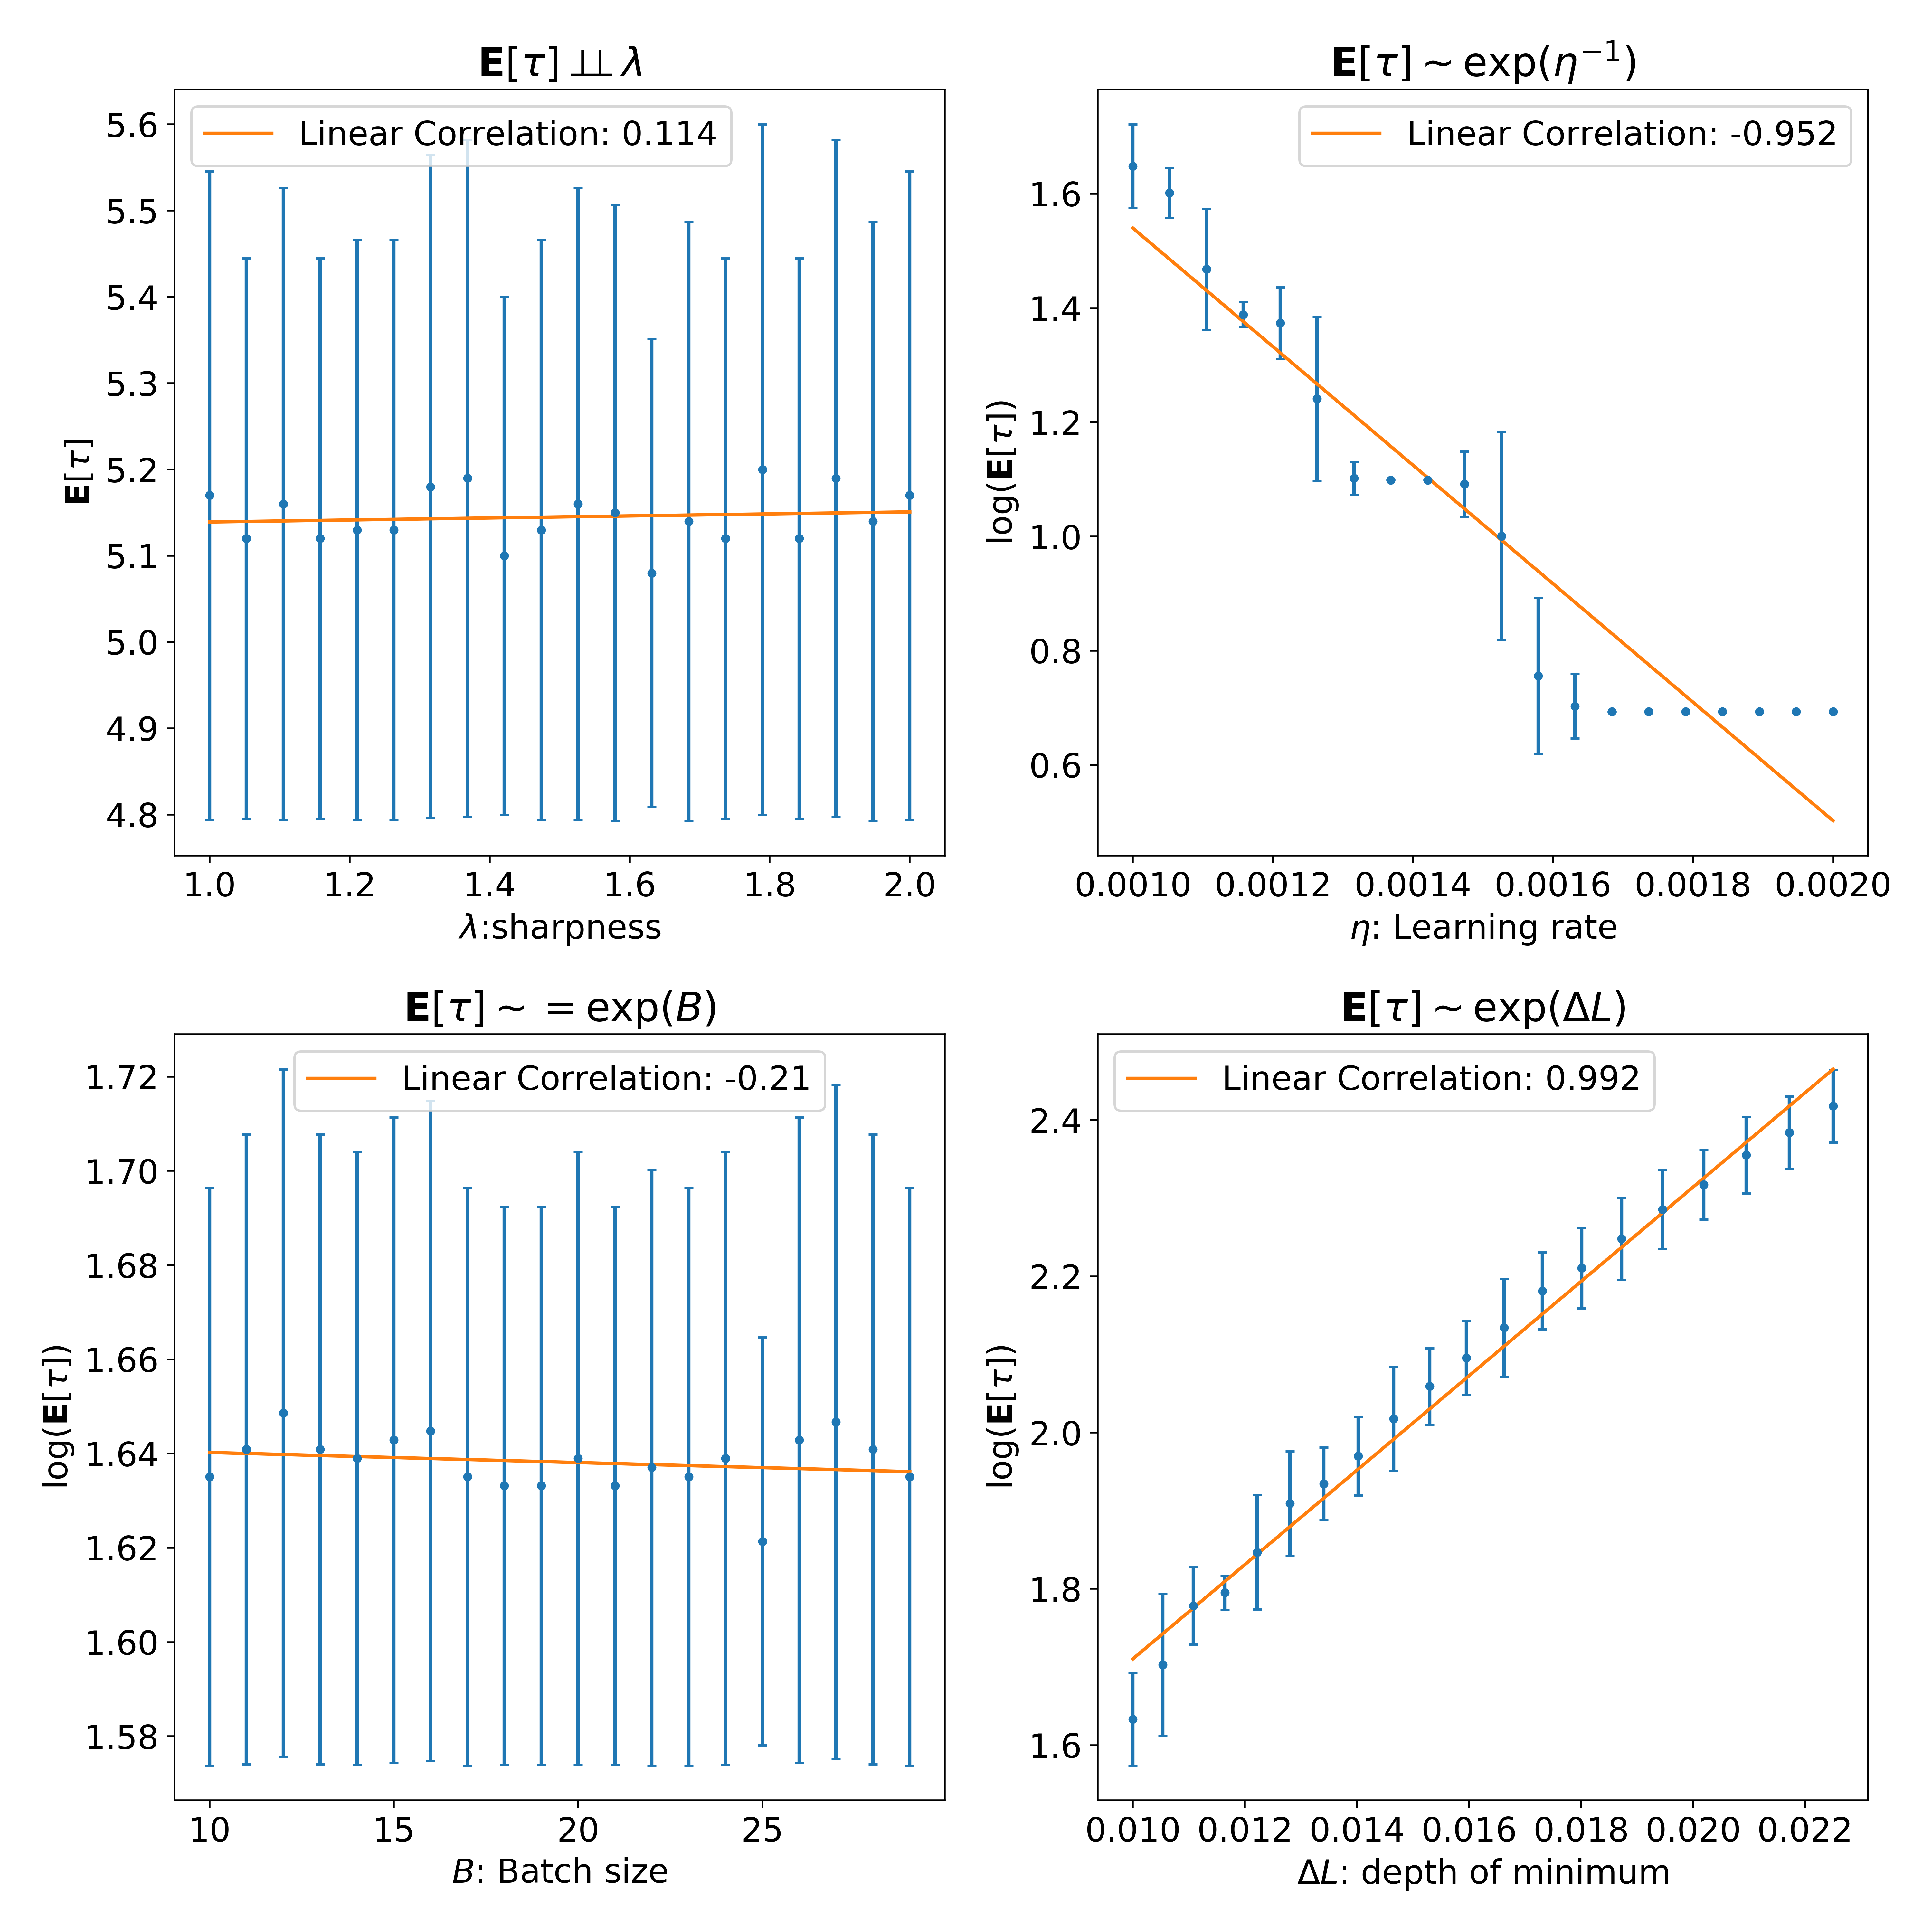 E[τ] ⊥⊥ λ
Linear Correlation: 0.114
5.6
5.5
5.4
5.3
5.2
5.1
5.0
4.9
4.8
E[τ]
1.0 1.2 1.4 1.6 1.8 2.0
λ:sharpness
E[τ] ~ exp(η⁻¹)
Linear Correlation: -0.952
1.6
1.4
1.2
1.0
0.8
0.6
log(E[τ])
0.0010 0.0012 0.0014 0.0016 0.0018 0.0020
η: Learning rate
E[τ] ~ = exp(B)
Linear Correlation: -0.21
1.72
1.70
1.68
1.66
1.64
1.62
1.60
1.58
log(E[τ])
10 15 20 25
B: Batch size
E[τ] ~ exp(ΔL)
Linear Correlation: 0.992
2.4
2.2
2.0
1.8
1.6
log(E[τ])
0.010 0.012 0.014 0.016 0.018 0.020 0.022
ΔL: depth of minimum